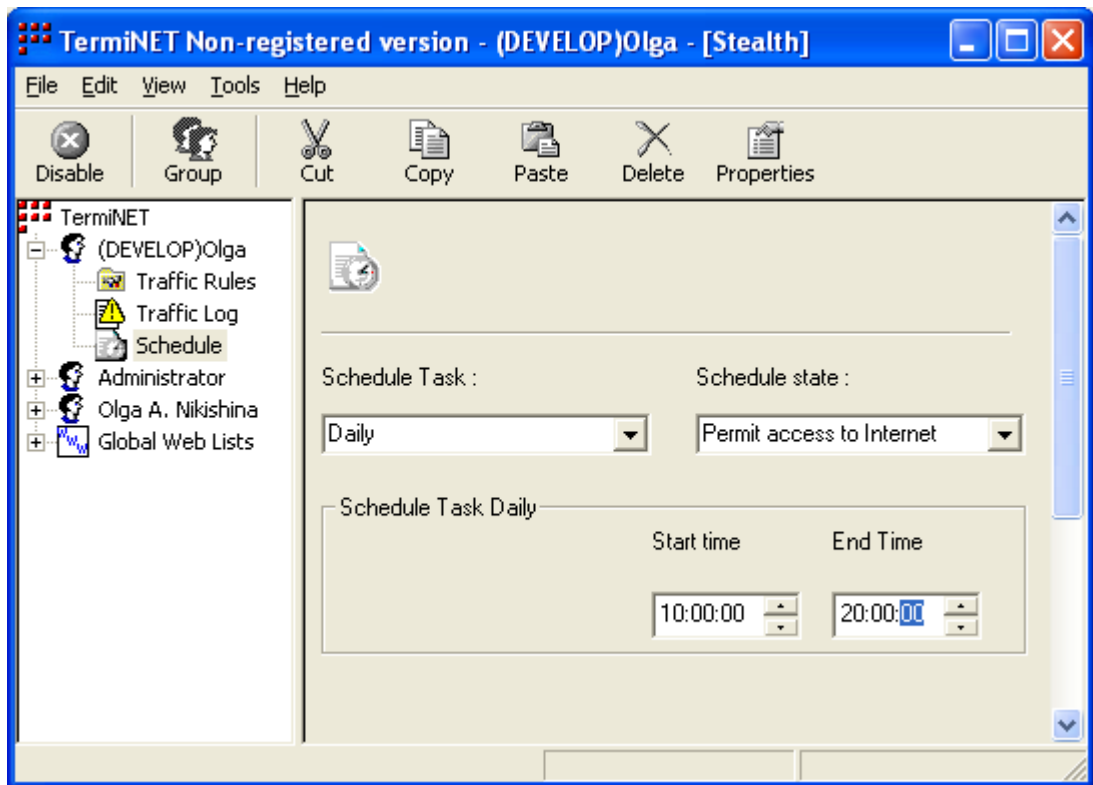 TermiNET Non-registered version - (DEVELOP)Olga - [Stealth]
File Edit View Tools Help
Disable Group Cut Copy Paste Delete Properties
TermiNET
(DEVELOP)Olga
Traffic Rules
Traffic Log
Schedule
Administrator
Olga A. Nikishina
Global Web Lists
Schedule Task : Schedule state :
Daily Permit access to Internet
Schedule Task Daily
Start time End Time
10:00:00 20:00:00